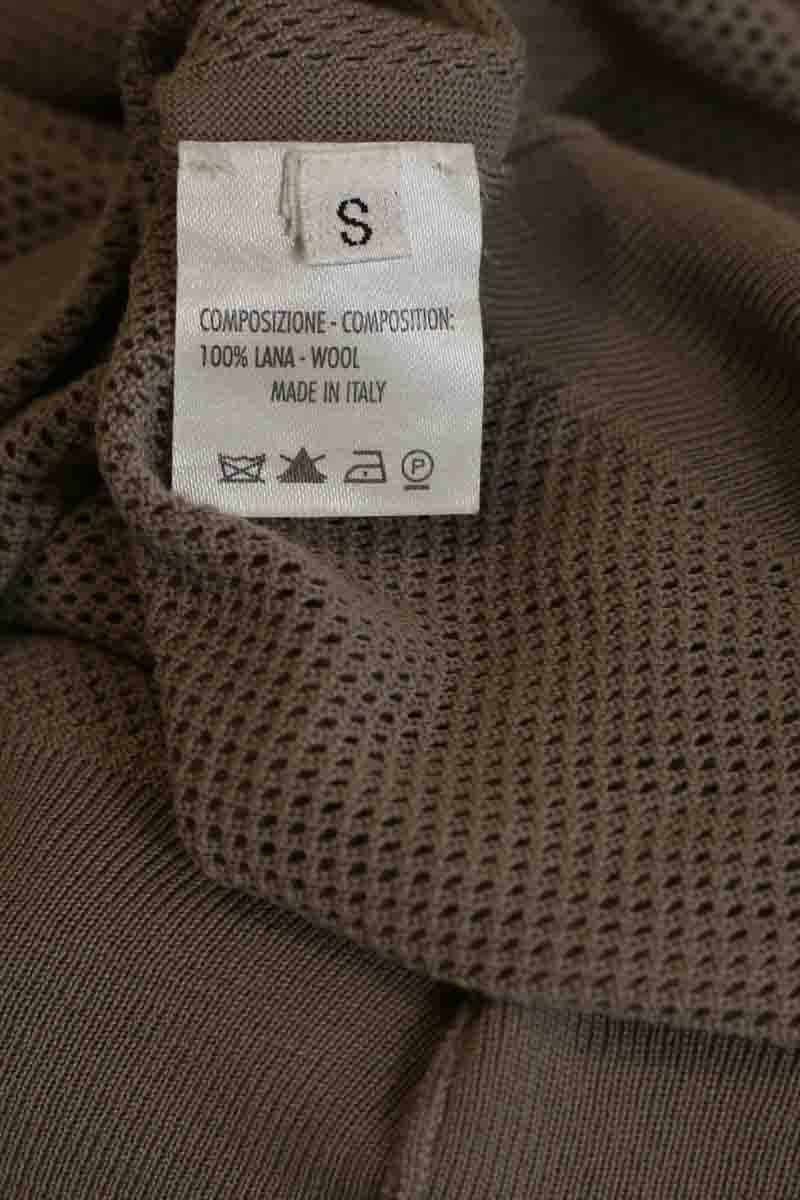 S
COMPOSIZIONE - COMPOSITION:
100% LANA - WOOL
MADE IN ITALY
P